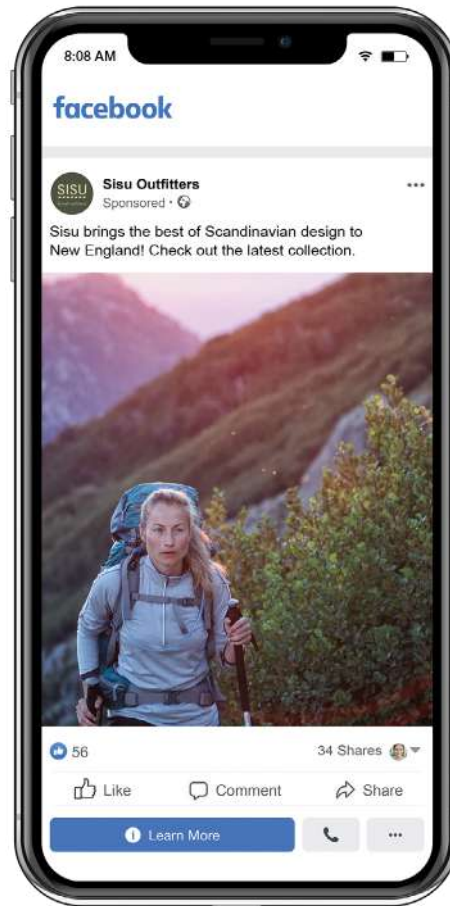 8:08 AM
facebook
SISU
Sisu Outfitters
Sponsored ·
Sisu brings the best of Scandinavian design to
New England! Check out the latest collection.
56
34 Shares
Like
Comment
Share
Learn More